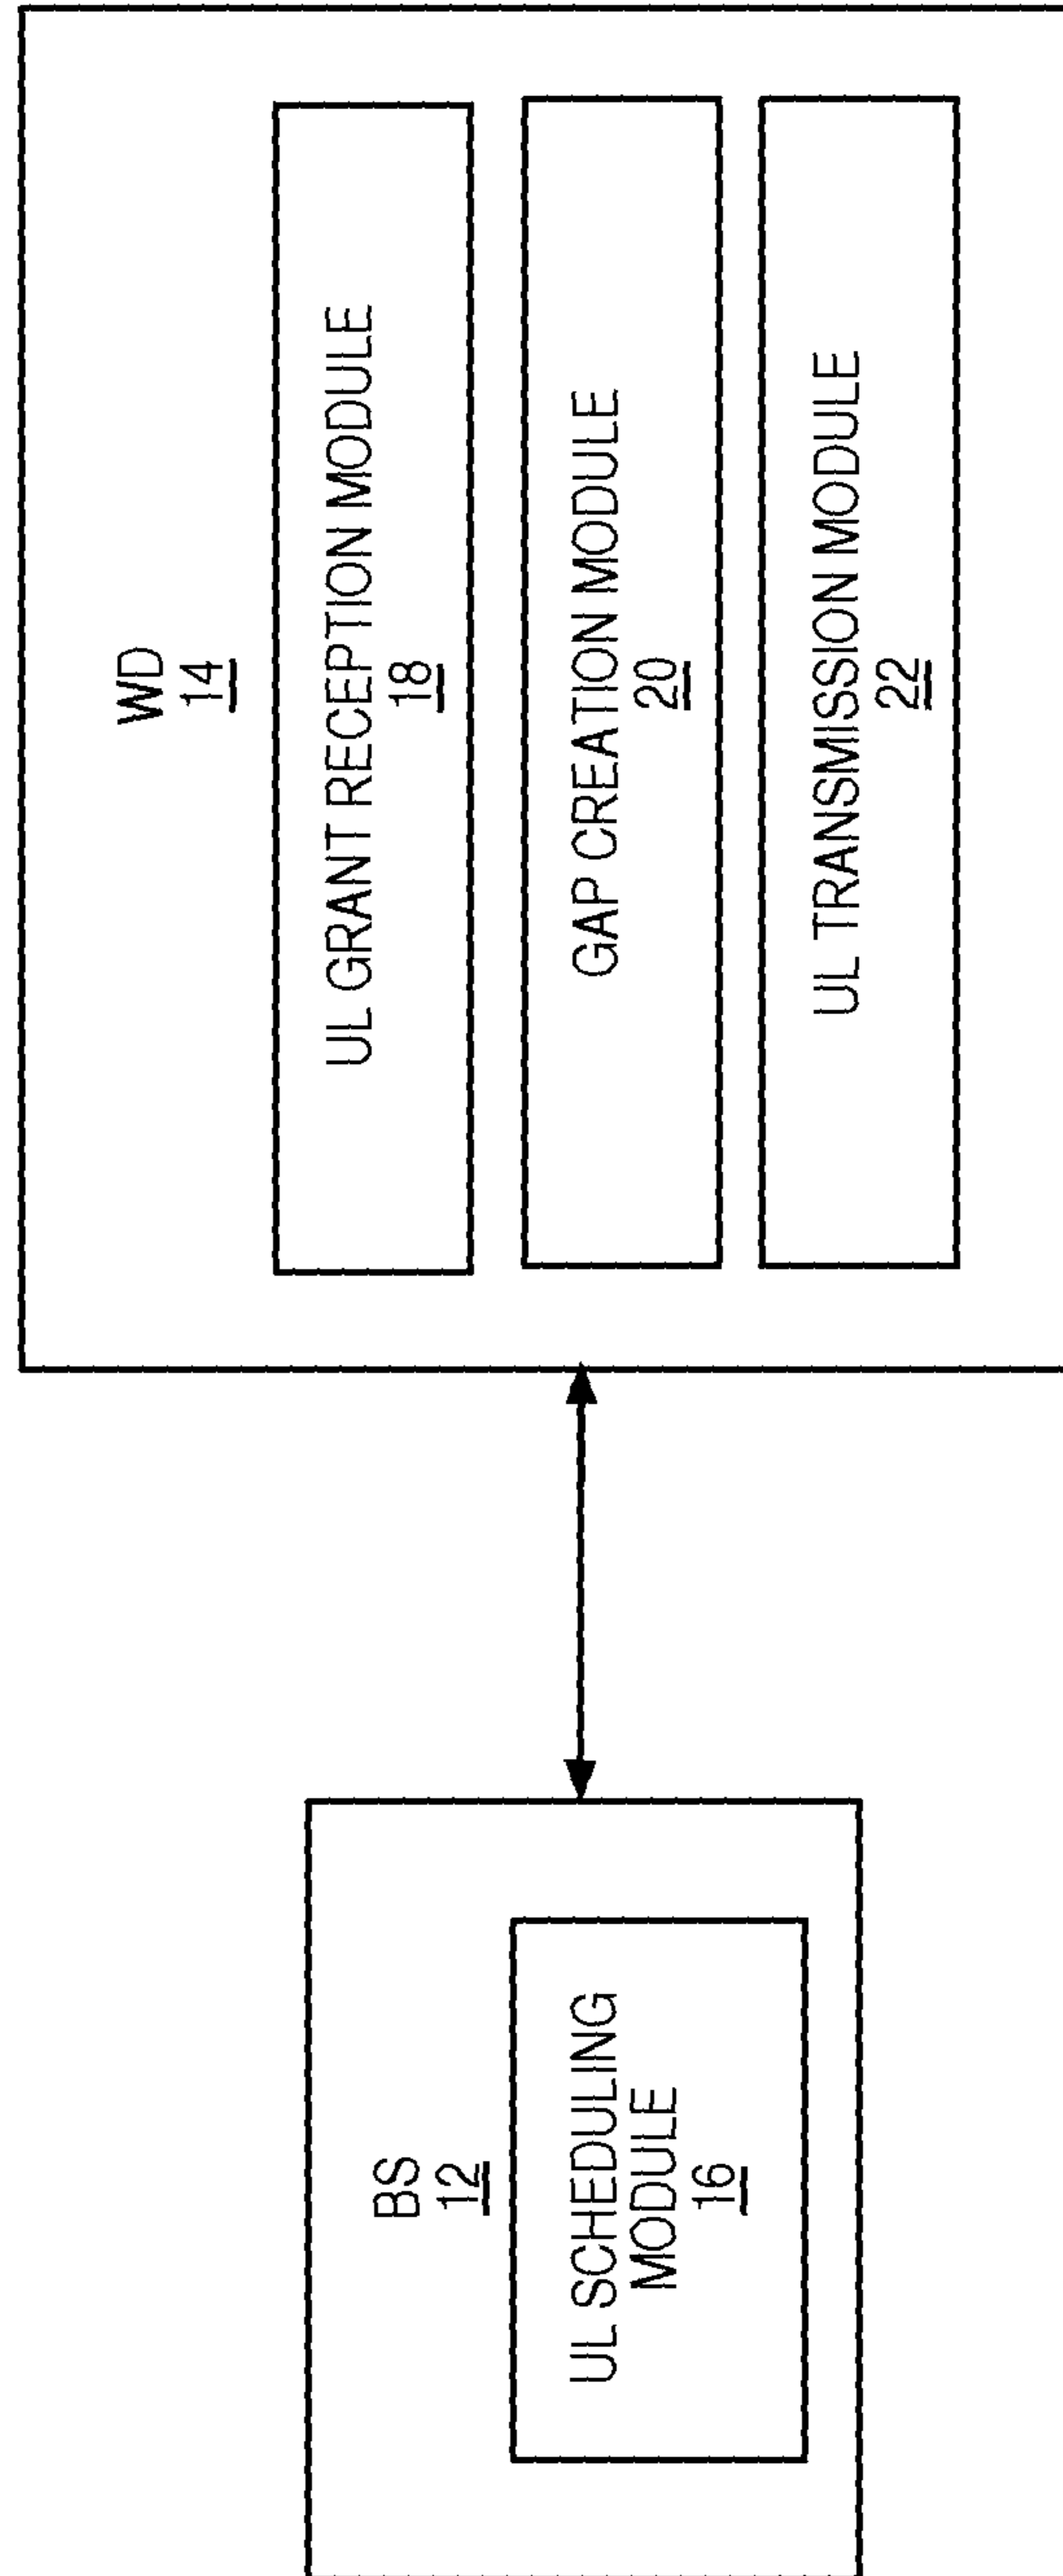 BS
12
UL SCHEDULING
MODULE
16
WD
14
UL GRANT RECEPTION MODULE
18
GAP CREATION MODULE
20
UL TRANSMISSION MODULE
22